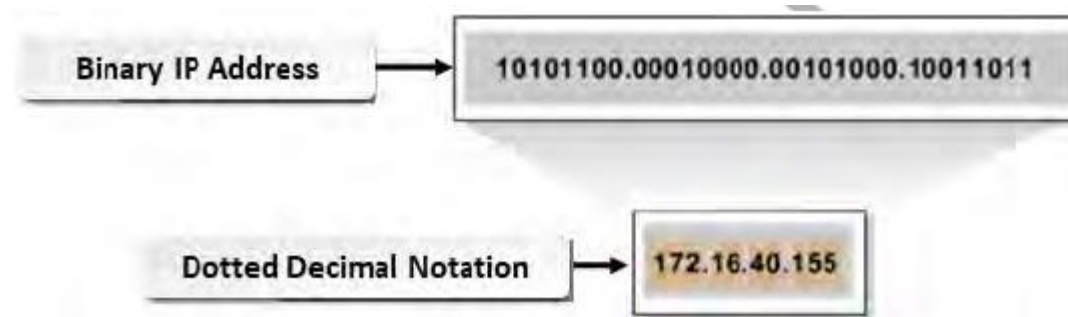 Binary IP Address
10101100.00010000.00101000.10011011
Dotted Decimal Notation
172.16.40.155